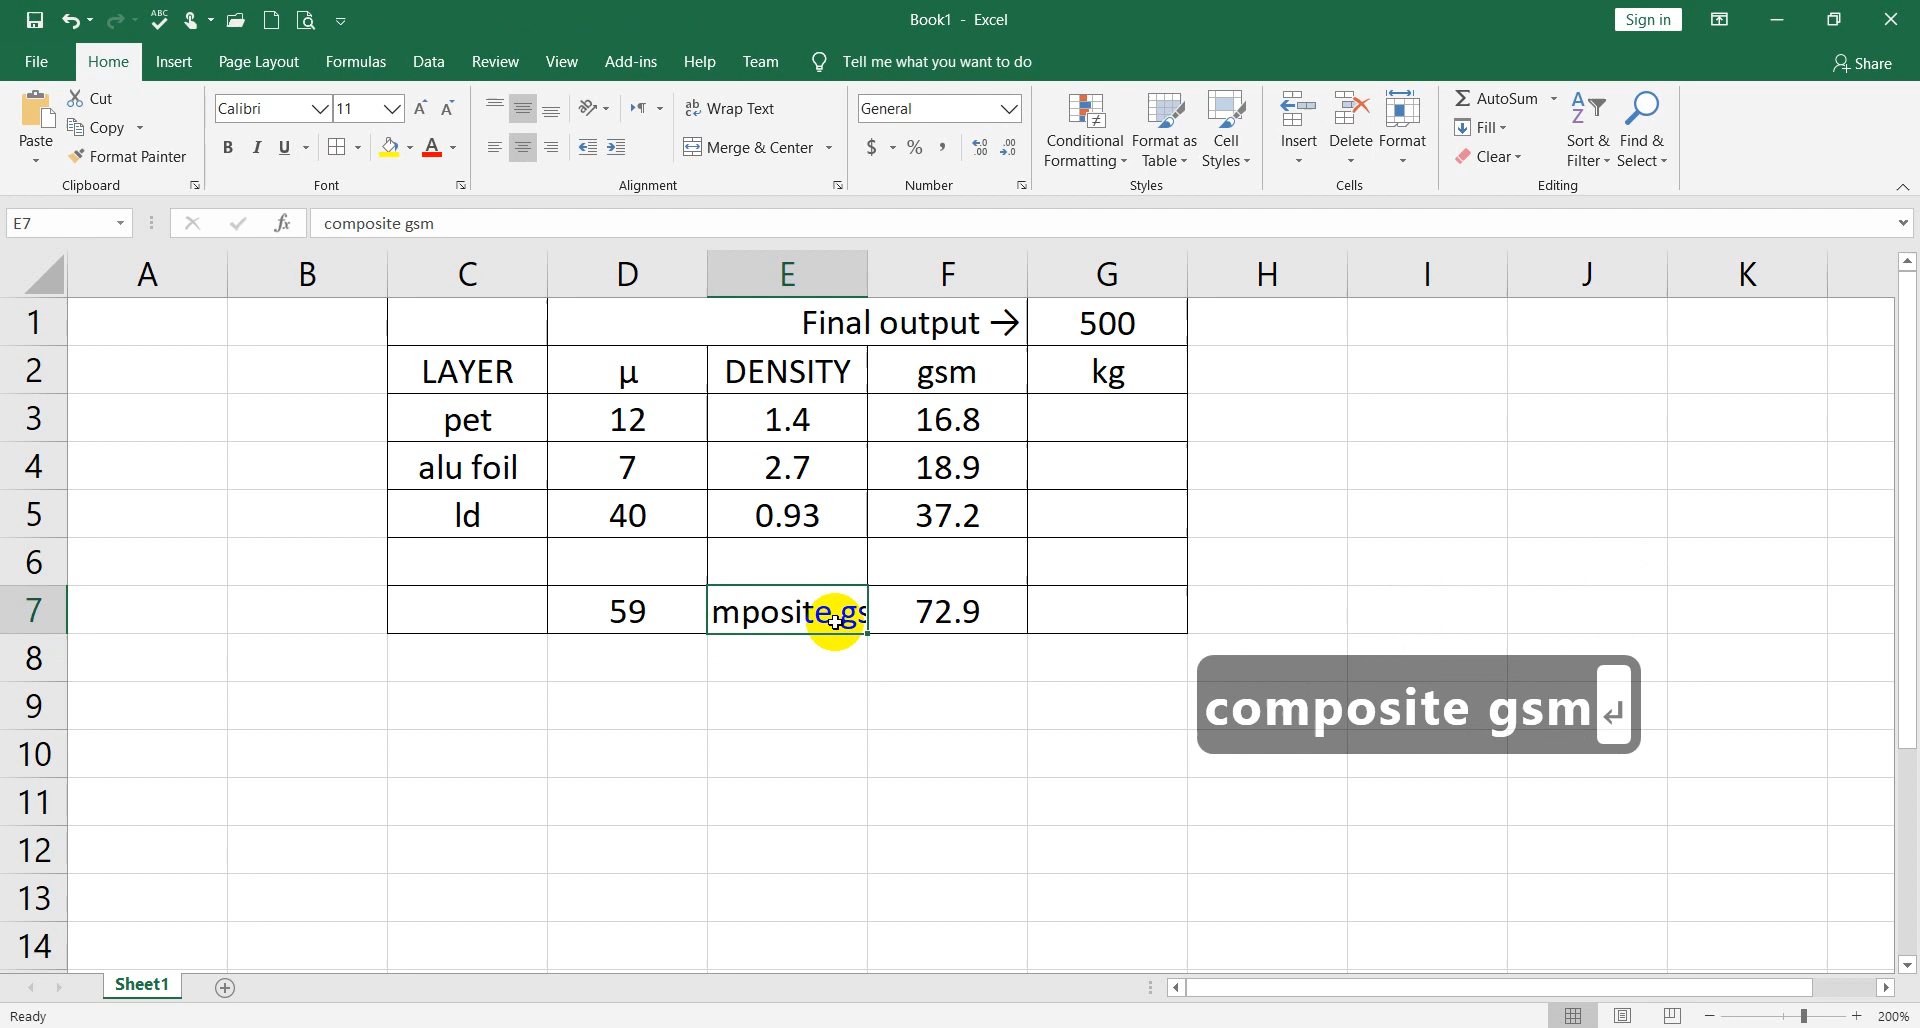 ABC
Book1 - Excel
Sign in
File Home Insert Page Layout Formulas Data Review View Add-ins Help Team Tell me what you want to do
Share
Paste
Cut
Copy
Format Painter
Clipboard
Calibri 11 A A
B I U A
Font
ab Wrap Text
Merge & Center
Alignment
General
$ % ,
Number
Conditional Formatting
Format as Table
Cell Styles
Styles
Insert Delete Format
Cells
AutoSum
Fill
Clear
Sort & Filter
Find & Select
Editing
E7 fx composite gsm
A B C D E F G H I J K
1 Final output → 500
2 LAYER µ DENSITY gsm kg
3 pet 12 1.4 16.8
4 alu foil 7 2.7 18.9
5 ld 40 0.93 37.2
6
7 59 mposite gs 72.9
8
composite gsm ↵
9
10
11
12
13
14
Sheet1
Ready
200%